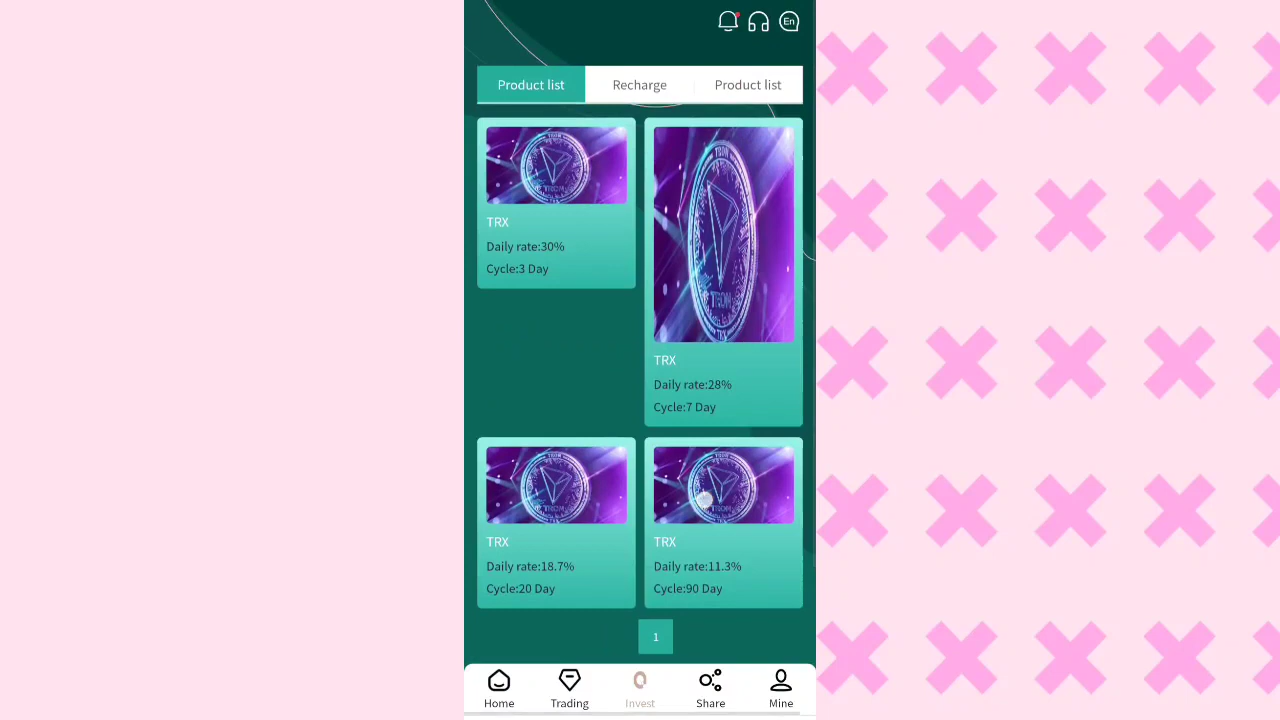 En
Product list
Recharge
Product list
TRX
Daily rate:30%
Cycle:3 Day
TRX
Daily rate:28%
Cycle:7 Day
TRX
Daily rate:18.7%
Cycle:20 Day
TRX
Daily rate:11.3%
Cycle:90 Day
1
Home
Trading
Invest
Share
Mine